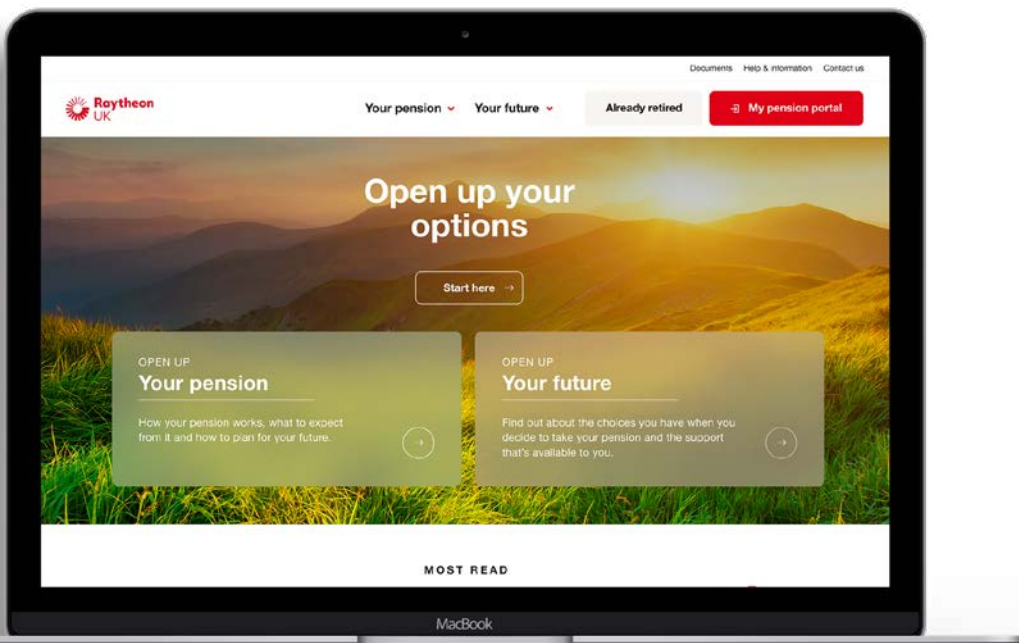 Documents Help & information Contact us
Raytheon
UK
Your pension Your future Already retired My pension portal
Open up your
options
Start here
OPEN UP
Your pension
How your pension works, what to expect
from it and how to plan for your future.
OPEN UP
Your future
Find out about the choices you have when you
decide to take your pension and the support
that's available to you.
MOST READ
MacBook